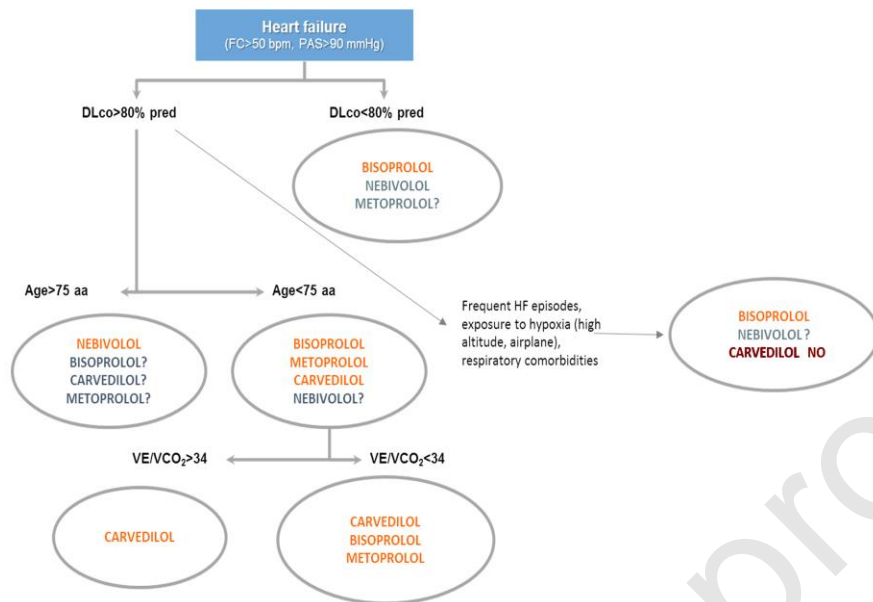 Heart failure
(FC>50 bpm, PAS>90 mmHg)
DLco>80% pred
DLco<80% pred
BISOPROLOL
NEBIVOLOL
METOPROLOL?
Age>75 aa
Age<75 aa
NEBIVOLOL
BISOPROLOL?
CARVEDILOL?
METOPROLOL?
BISOPROLOL
METOPROLOL
CARVEDILOL
NEBIVOLOL?
Frequent HF episodes,
exposure to hypoxia (high
altitude, airplane),
respiratory comorbidities
BISOPROLOL
NEBIVOLOL?
CARVEDILOL NO
VE/VCO₂>34
VE/VCO₂<34
CARVEDILOL
CARVEDILOL
BISOPROLOL
METOPROLOL
pro